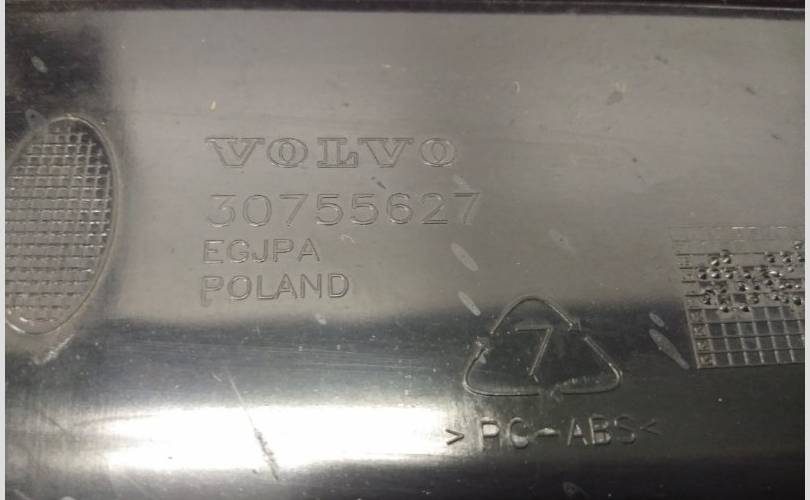 VOLVO
30755627
EGJPA
POLAND
7
>PC-ABS<